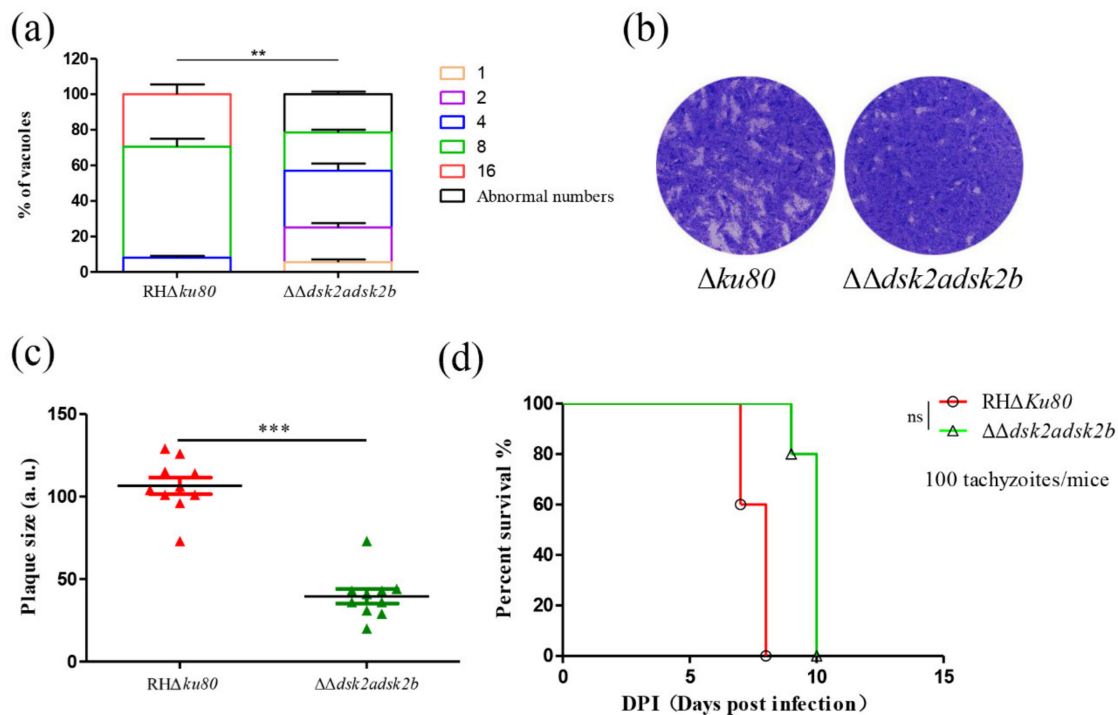 (a)
**
120
100
80
60
40
20
0
% of vacuoles
RHΔku80
ΔΔdsk2adsk2b
1
2
4
8
16
Abnormal numbers
(b)
Δku80
ΔΔdsk2adsk2b
(c)
***
150
100
50
0
Plaque size (a. u.)
RHΔku80
ΔΔdsk2adsk2b
(d)
100
80
60
40
20
0
Percent survival %
0
5
10
15
DPI（Days post infection）
ns
RHΔKu80
ΔΔdsk2adsk2b
100 tachyzoites/mice